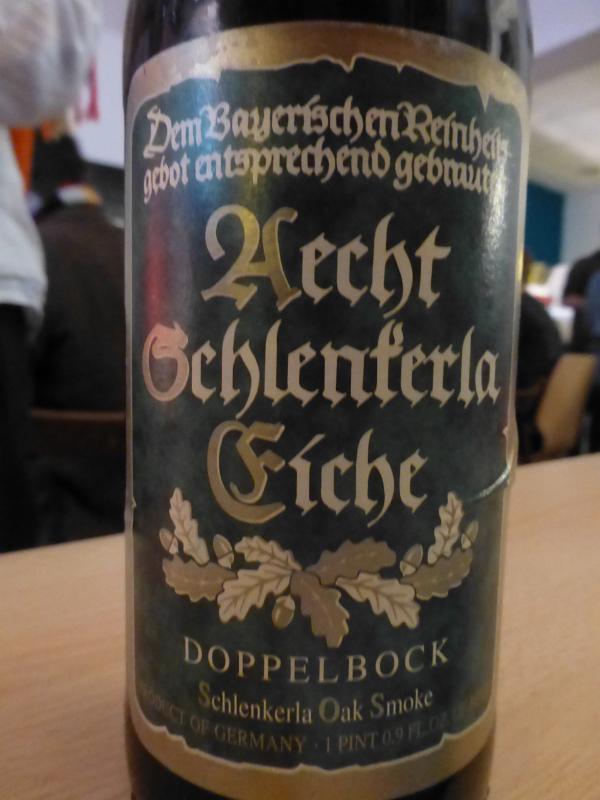 Dem Bayerischen Reinheits-
gebot entsprechend gebraut
Aecht
Schlenkerla
Eiche
DOPPELBOCK
Schlenkerla Oak Smoke
PRODUCT OF GERMANY · 1 PINT 0.9 FL.OZ.